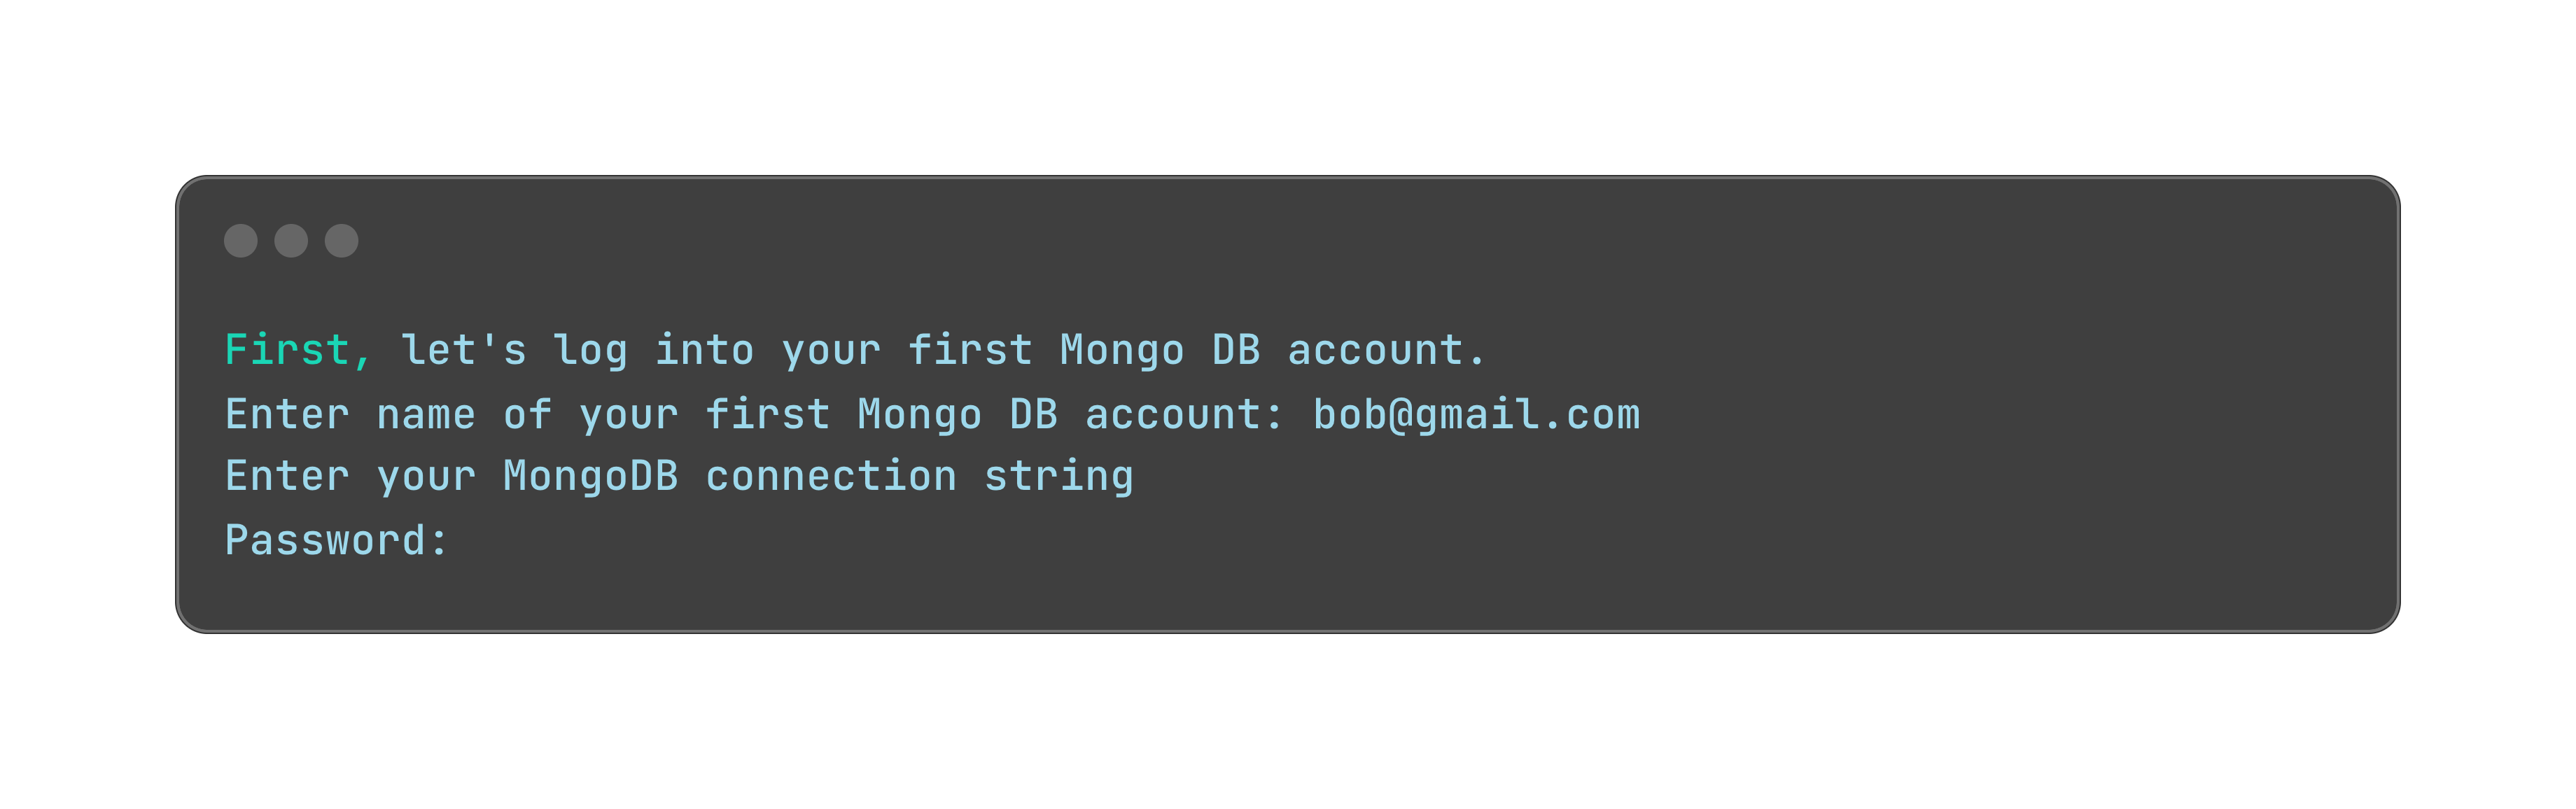 First, let's log into your first Mongo DB account.
Enter name of your first Mongo DB account: bob@gmail.com
Enter your MongoDB connection string
Password: